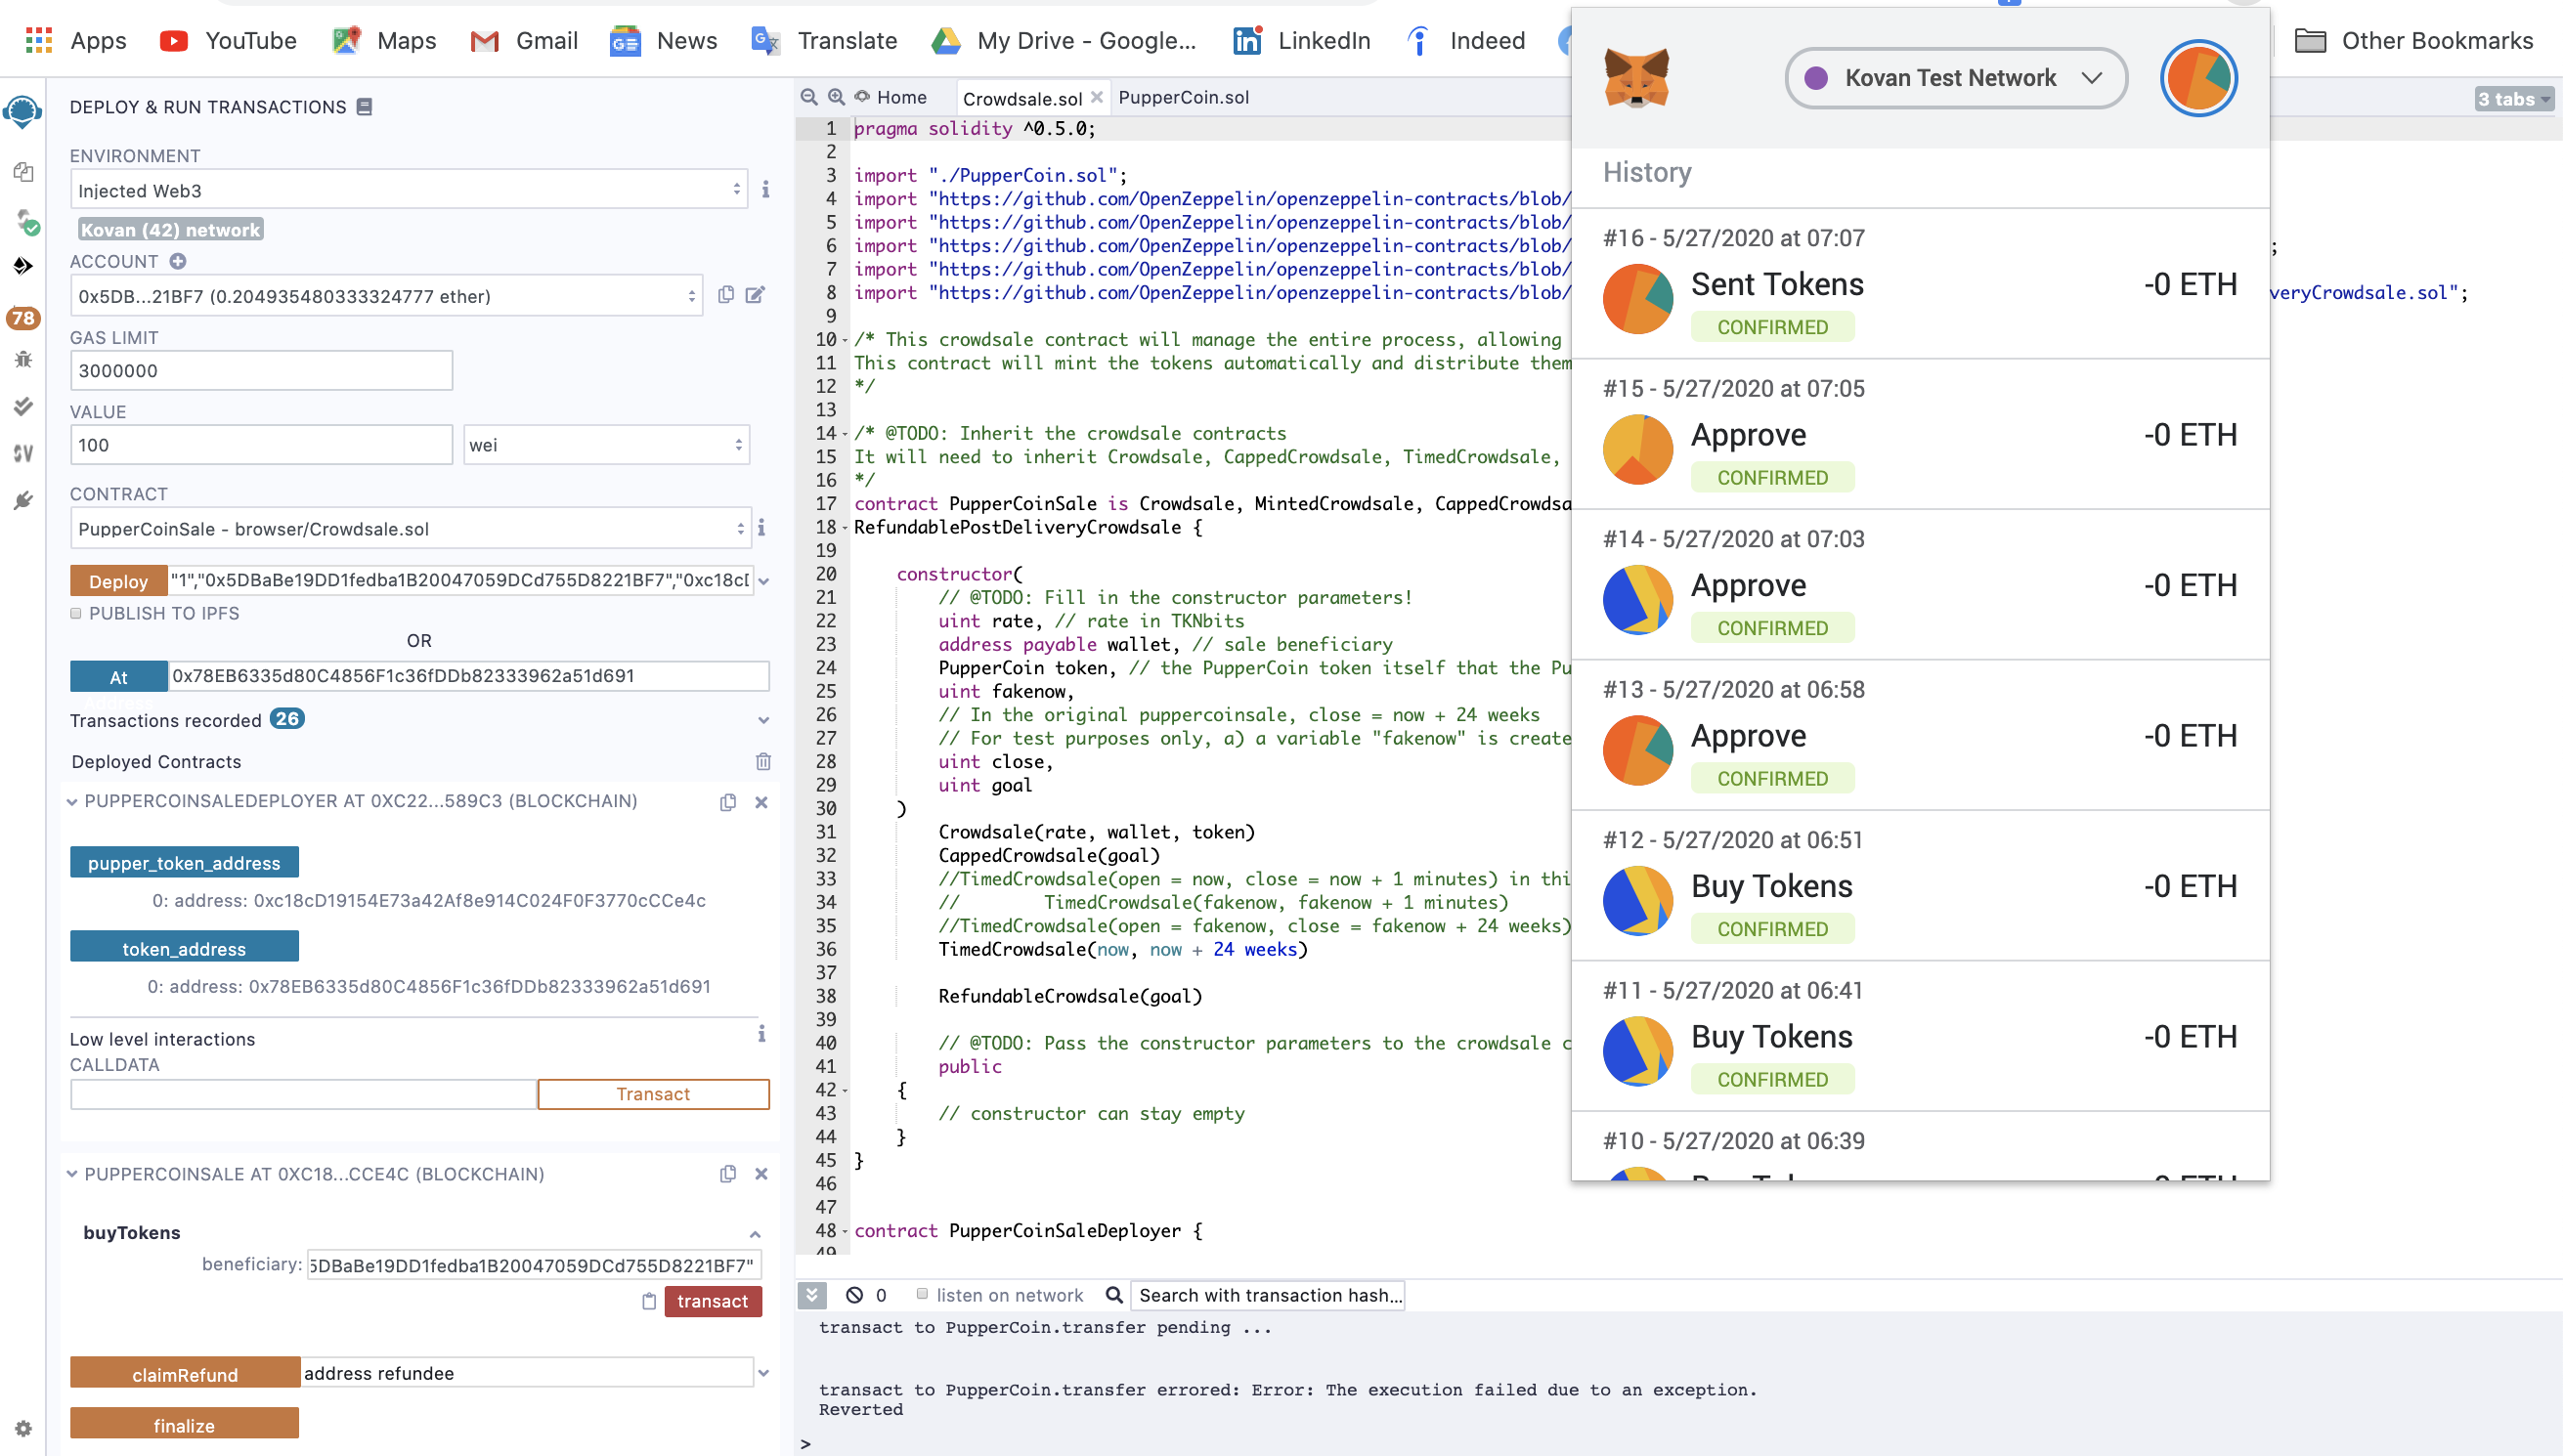 Apps
YouTube
Maps
Gmail
News
Translate
My Drive - Google...
LinkedIn
Indeed
Other Bookmarks
DEPLOY & RUN TRANSACTIONS
ENVIRONMENT
Injected Web3
Kovan (42) network
ACCOUNT
0x5DB...21BF7 (0.204935480333324777 ether)
GAS LIMIT
3000000
VALUE
100
wei
CONTRACT
PupperCoinSale - browser/Crowdsale.sol
Deploy
"1","0x5DBaBe19DD1fedba1B20047059DCd755D8221BF7","0xc18c
PUBLISH TO IPFS
OR
At
0x78EB6335d80C4856F1c36fDDb82333962a51d691
Transactions recorded 26
Deployed Contracts
PUPPERCOINSALEDEPLOYER AT 0XC22...589C3 (BLOCKCHAIN)
pupper_token_address
0: address: 0xc18cD19154E73a42Af8e914C024F0F3770cCce4c
token_address
0: address: 0x78EB6335d80C4856F1c36fDDb82333962a51d691
Low level interactions
CALLDATA
Transact
PUPPERCOINSALE AT 0XC18...CCE4C (BLOCKCHAIN)
buyTokens
beneficiary: 5DBaBe19DD1fedba1B20047059DCd755D8221BF7"
transact
claimRefund
address refundee
finalize
78
SV
Home
Crowdsale.sol
PupperCoin.sol
3 tabs
1 pragma solidity ^0.5.0;
2
3 import "./PupperCoin.sol";
4 import "https://github.com/OpenZeppelin/openzeppelin-contracts/blob/
5 import "https://github.com/OpenZeppelin/openzeppelin-contracts/blob/
6 import "https://github.com/OpenZeppelin/openzeppelin-contracts/blob/ ;
7 import "https://github.com/OpenZeppelin/openzeppelin-contracts/blob/
8 import "https://github.com/OpenZeppelin/openzeppelin-contracts/blob/ veryCrowdsale.sol";
9
10 /* This crowdsale contract will manage the entire process, allowing
11 This contract will mint the tokens automatically and distribute them
12 */
13
14 /* @TODO: Inherit the crowdsale contracts
15 It will need to inherit Crowdsale, CappedCrowdsale, TimedCrowdsale,
16 */
17 contract PupperCoinSale is Crowdsale, MintedCrowdsale, CappedCrowdsa
18 RefundablePostDeliveryCrowdsale {
19
20 constructor(
21 // @TODO: Fill in the constructor parameters!
22 uint rate, // rate in TKNbits
23 address payable wallet, // sale beneficiary
24 PupperCoin token, // the PupperCoin token itself that the Pu
25 uint fakenow,
26 // In the original puppercoinsale, close = now + 24 weeks
27 // For test purposes only, a) a variable "fakenow" is create
28 uint close,
29 uint goal
30 )
31 Crowdsale(rate, wallet, token)
32 CappedCrowdsale(goal)
33 //TimedCrowdsale(open = now, close = now + 1 minutes) in thi
34 // TimedCrowdsale(fakenow, fakenow + 1 minutes)
35 //TimedCrowdsale(open = fakenow, close = fakenow + 24 weeks)
36 TimedCrowdsale(now, now + 24 weeks)
37
38 RefundableCrowdsale(goal)
39
40 // @TODO: Pass the constructor parameters to the crowdsale c
41 public
42 {
43 // constructor can stay empty
44 }
45 }
46
47
48 contract PupperCoinSaleDeployer {
49
0
listen on network
Search with transaction hash...
transact to PupperCoin.transfer pending ...
transact to PupperCoin.transfer errored: Error: The execution failed due to an exception.
Reverted
>
Kovan Test Network
History
#16 - 5/27/2020 at 07:07
Sent Tokens
-0 ETH
CONFIRMED
#15 - 5/27/2020 at 07:05
Approve
-0 ETH
CONFIRMED
#14 - 5/27/2020 at 07:03
Approve
-0 ETH
CONFIRMED
#13 - 5/27/2020 at 06:58
Approve
-0 ETH
CONFIRMED
#12 - 5/27/2020 at 06:51
Buy Tokens
-0 ETH
CONFIRMED
#11 - 5/27/2020 at 06:41
Buy Tokens
-0 ETH
CONFIRMED
#10 - 5/27/2020 at 06:39